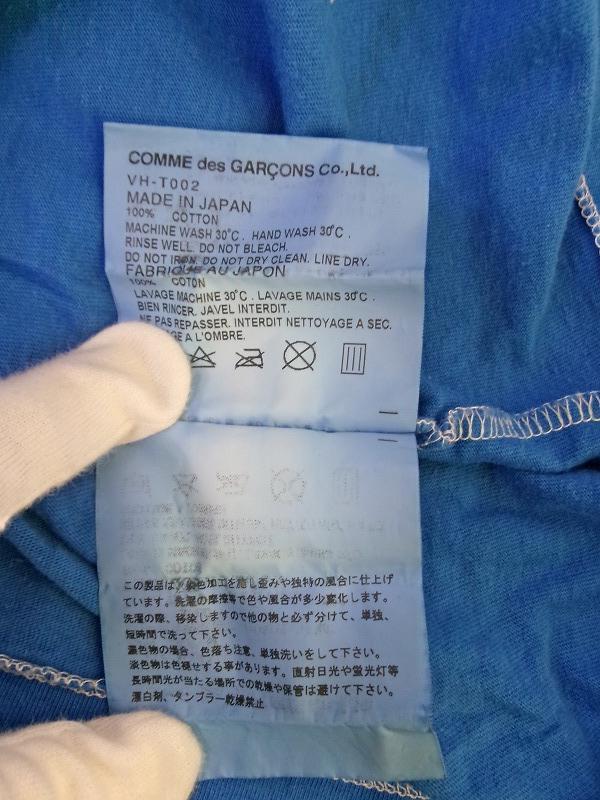 COMME des GARÇONS Co.,Ltd.
VH-T002
MADE IN JAPAN
100% COTTON
MACHINE WASH 30°C . HAND WASH 30°C .
RINSE WELL. DO NOT BLEACH.
DO NOT IRON. DO NOT DRY CLEAN. LINE DRY.
FABRIQUE AU JAPON
100% COTON
LAVAGE MACHINE 30°C . LAVAGE MAINS 30°C .
BIEN RINCER. JAVEL INTERDIT.
NE PAS REPASSER. INTERDIT NETTOYAGE A SEC.
A L'OMBRE.
この製品は、染色加工を施し歪みや独特の風合に仕上げ
ています。洗濯の摩擦等で色や風合が多少変化します。
洗濯の際、移染しますので他の物と必ず分けて、単独、
短時間で洗って下さい。
濃色物の場合、色落ち注意、単独洗いをして下さい。
淡色物は色褪せする事があります。直射日光や蛍光灯等
長時間光が当たる場所での乾燥や保管は避けて下さい。
漂白剤、タンブラー乾燥禁止